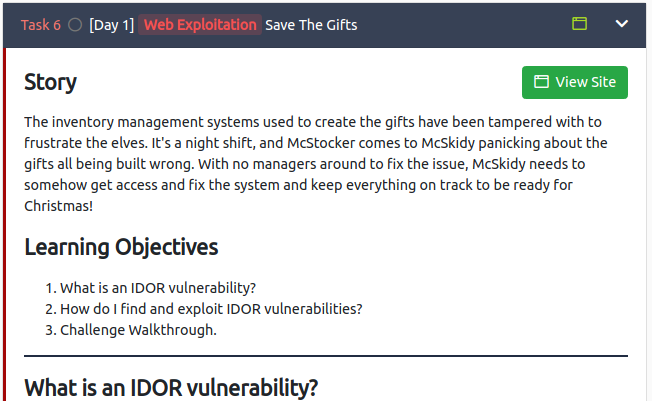 Task 6 [Day 1] Web Exploitation Save The Gifts
Story
View Site
The inventory management systems used to create the gifts have been tampered with to
frustrate the elves. It's a night shift, and McStocker comes to McSkidy panicking about the
gifts all being built wrong. With no managers around to fix the issue, McSkidy needs to
somehow get access and fix the system and keep everything on track to be ready for
Christmas!
Learning Objectives
1. What is an IDOR vulnerability?
2. How do I find and exploit IDOR vulnerabilities?
3. Challenge Walkthrough.
What is an IDOR vulnerability?